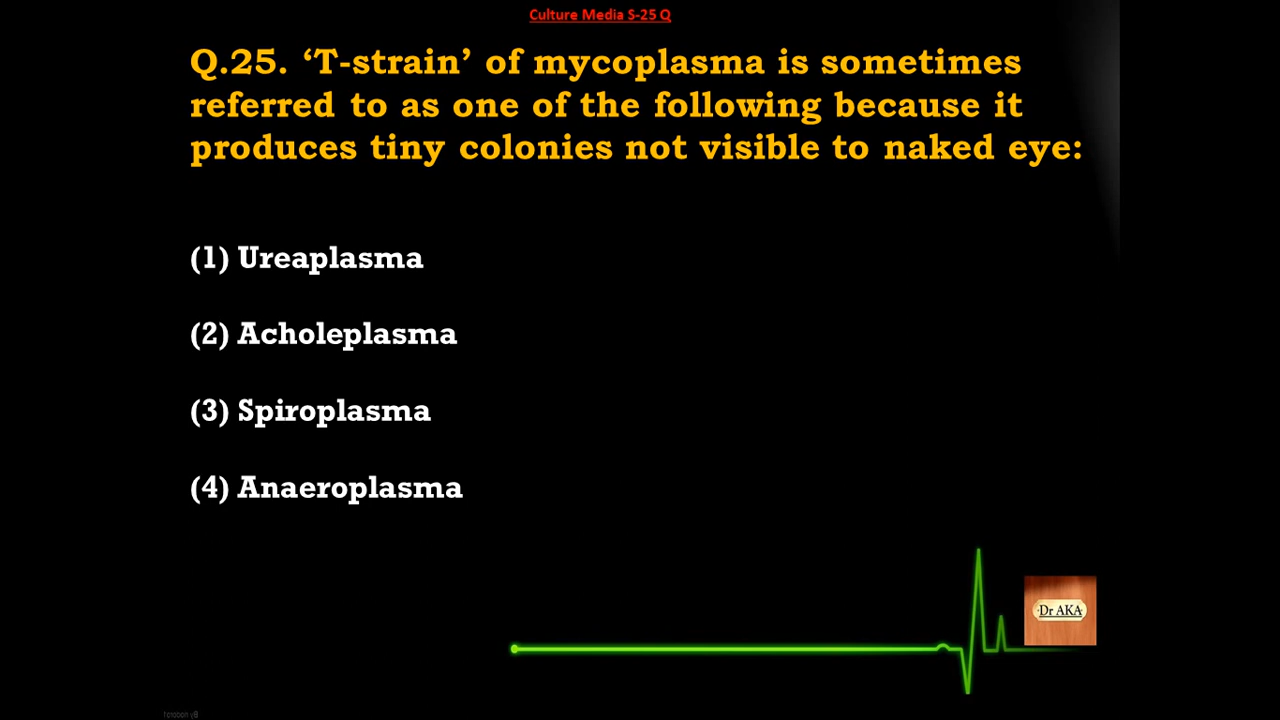 Culture Media S-25 Q
Q.25. ‘T-strain’ of mycoplasma is sometimes
referred to as one of the following because it
produces tiny colonies not visible to naked eye:
(1) Ureaplasma
(2) Acholeplasma
(3) Spiroplasma
(4) Anaeroplasma
Dr AKA